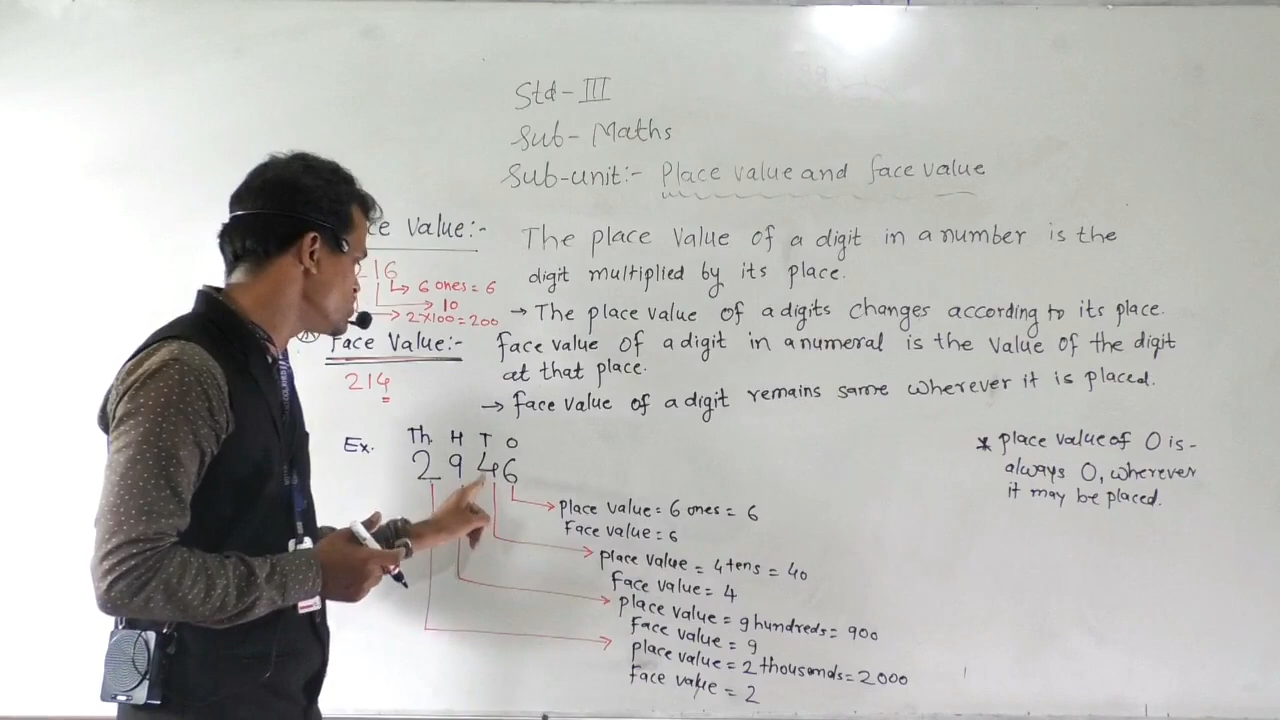 Std-III
Sub- Maths
Sub-unit:- Place value and face value
ce Value:-
The place Value of a digit in a number is the
digit multiplied by its place.
→ The place value of a digits changes according to its place.
216
6 ones = 6
10
2x100=200
Face Value:-
face value of a digit in a numeral is the value of the digit
at that place.
→ face value of a digit remains same wherever it is placed.
214
Ex.
Th. H T O
2 9 4 6
place value = 6 ones = 6
Face value = 6
place value = 4 tens = 40
Face value = 4
place value = 9 hundreds = 900
Face value = 9
place value = 2 thousands = 2000
Face value = 2
* place value of 0 is-
always 0, wherever
it may be placed.